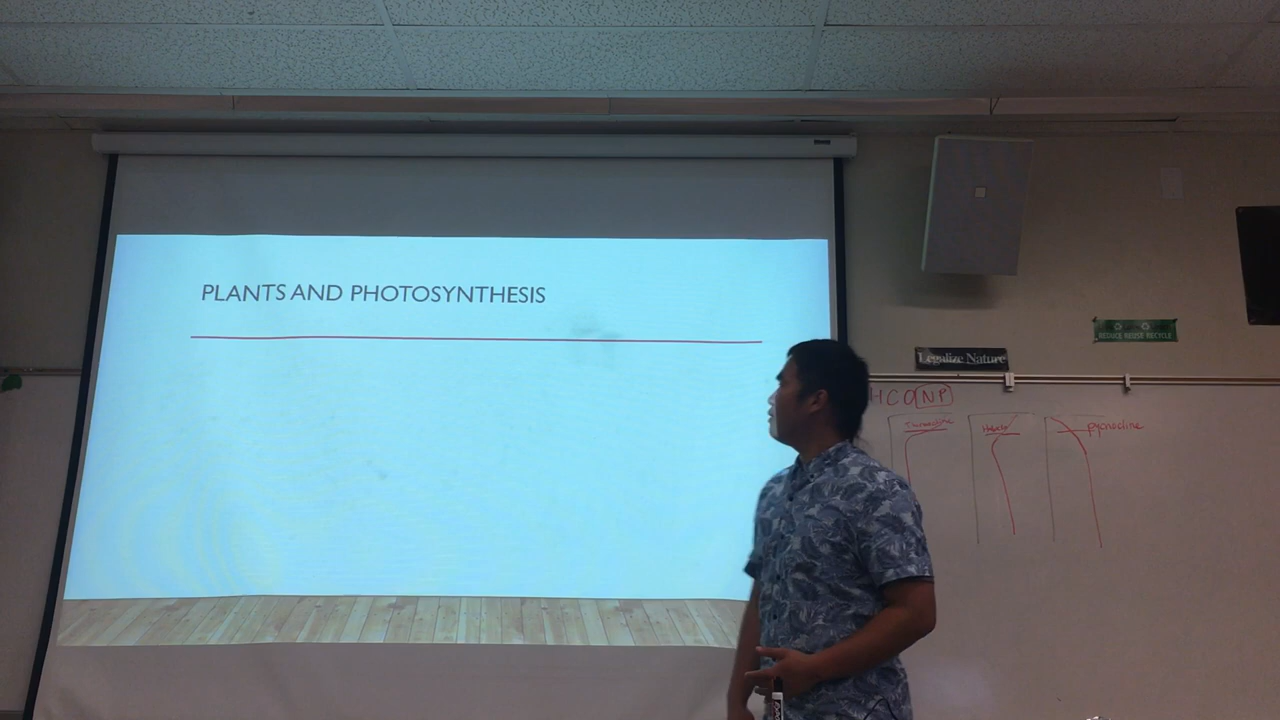 PLANTS AND PHOTOSYNTHESIS
Legalize Nature
REDUCE REUSE RECYCLE
HCONP
pycnocline